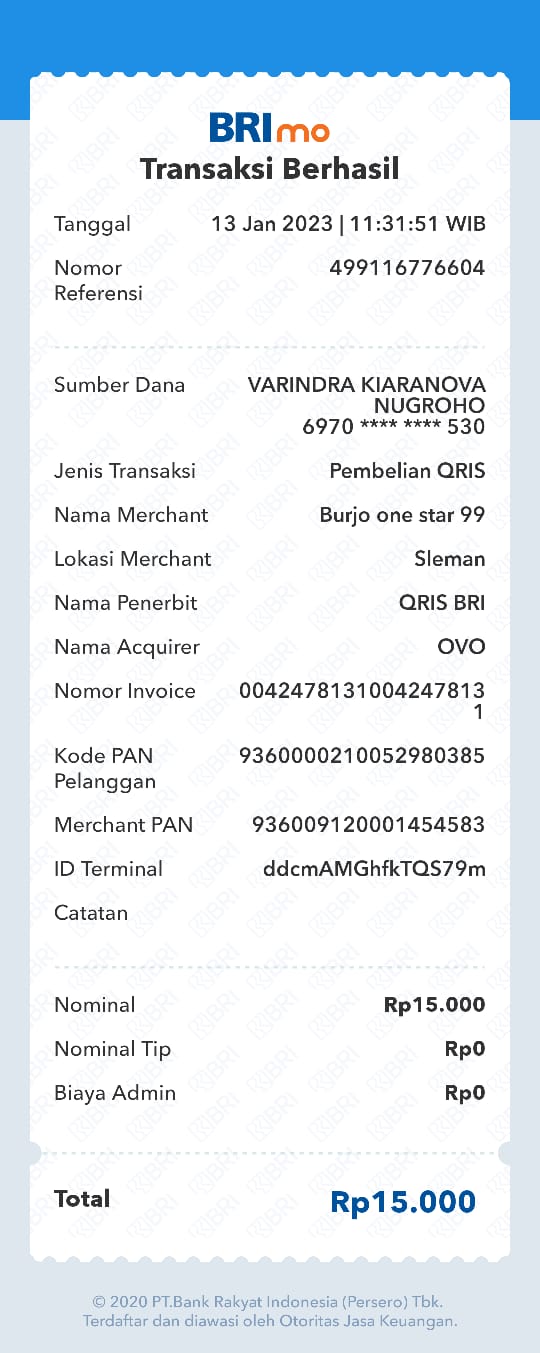 BRImo
Transaksi Berhasil
Tanggal 13 Jan 2023 | 11:31:51 WIB
Nomor Referensi 499116776604
Sumber Dana VARINDRA KIARANOVA
NUGROHO
6970 **** **** 530
Jenis Transaksi Pembelian QRIS
Nama Merchant Burjo one star 99
Lokasi Merchant Sleman
Nama Penerbit QRIS BRI
Nama Acquirer OVO
Nomor Invoice 0042478131004247813
1
Kode PAN Pelanggan 9360000210052980385
Merchant PAN 936009120001454583
ID Terminal ddcmAMGhfkTQS79m
Catatan
Nominal Rp15.000
Nominal Tip Rp0
Biaya Admin Rp0
Total Rp15.000
© 2020 PT.Bank Rakyat Indonesia (Persero) Tbk.
Terdaftar dan diawasi oleh Otoritas Jasa Keuangan.